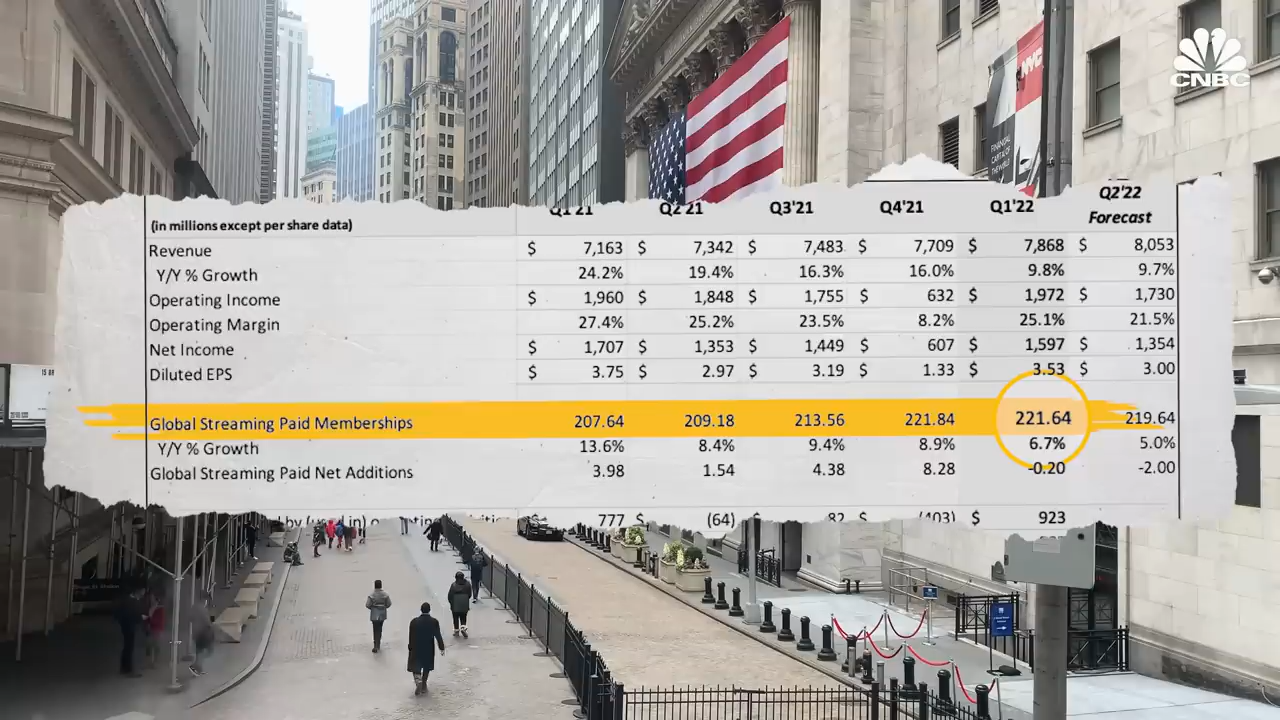 CNBC
NYC
Q1'21 Q2'21 Q3'21 Q4'21 Q1'22 Q2'22
Forecast
(in millions except per share data)
Revenue $ 7,163 $ 7,342 $ 7,483 $ 7,709 $ 7,868 $ 8,053
Y/Y % Growth 24.2% 19.4% 16.3% 16.0% 9.8% 9.7%
Operating Income $ 1,960 $ 1,848 $ 1,755 $ 632 $ 1,972 $ 1,730
Operating Margin 27.4% 25.2% 23.5% 8.2% 25.1% 21.5%
Net Income $ 1,707 $ 1,353 $ 1,449 $ 607 $ 1,597 $ 1,354
Diluted EPS $ 3.75 $ 2.97 $ 3.19 $ 1.33 $ 3.53 $ 3.00
Global Streaming Paid Memberships 207.64 209.18 213.56 221.84 221.64 219.64
Y/Y % Growth 13.6% 8.4% 9.4% 8.9% 6.7% 5.0%
Global Streaming Paid Net Additions 3.98 1.54 4.38 8.28 -0.20 -2.00
777 $ (64) $ 82 $ (403) $ 923